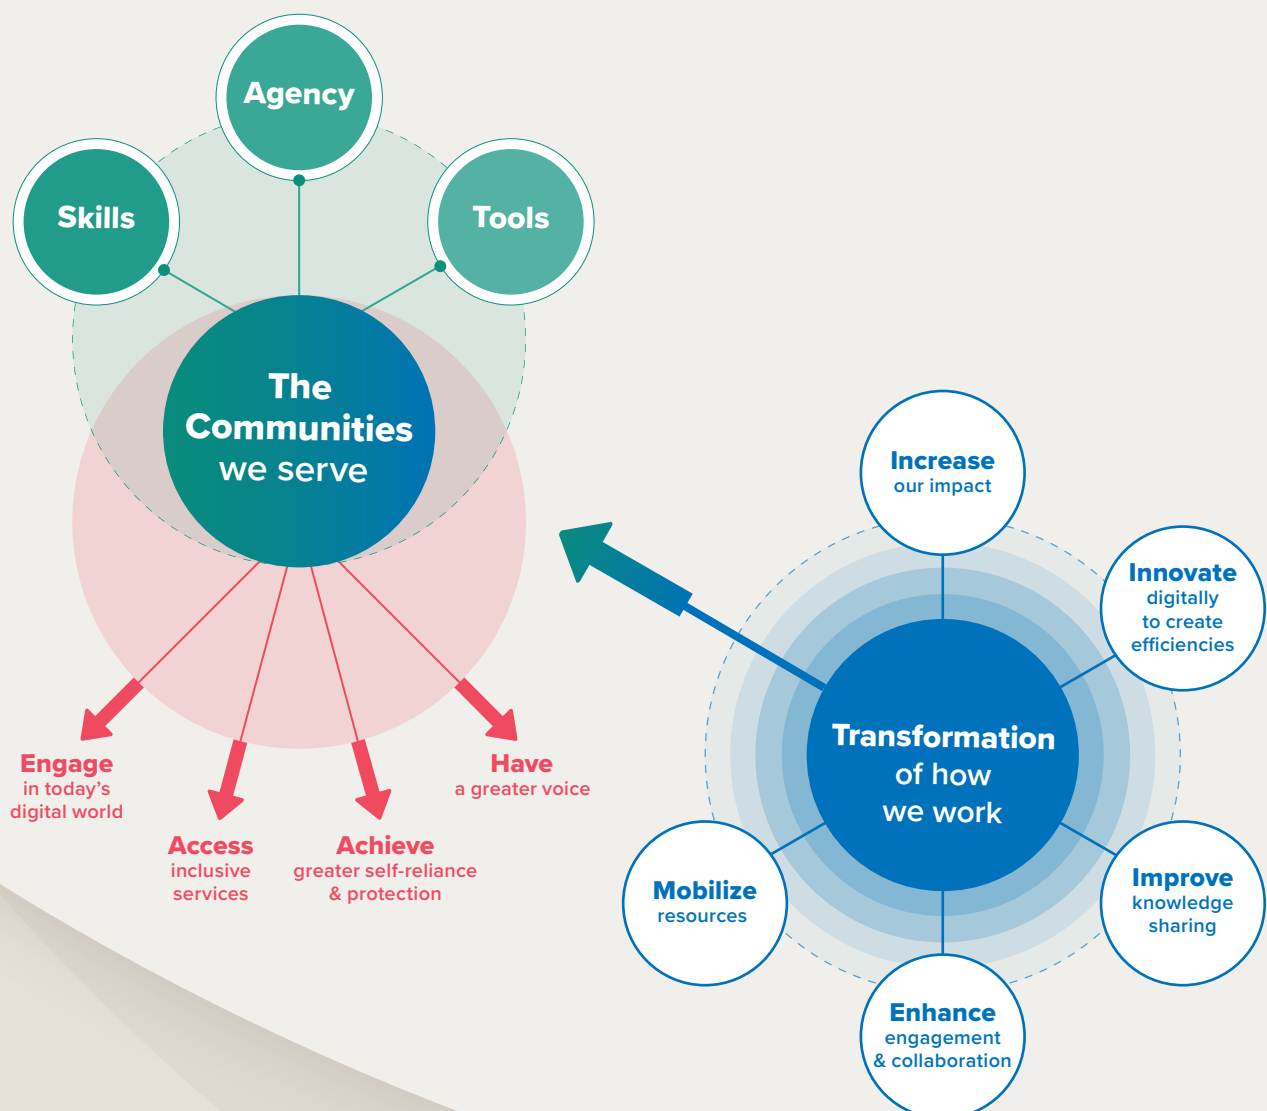 Agency
Skills
Tools
The
Communities
we serve
Engage
in today’s
digital world
Access
inclusive
services
Achieve
greater self-reliance
& protection
Have
a greater voice
Increase
our impact
Innovate
digitally
to create
efficiencies
Transformation
of how
we work
Mobilize
resources
Improve
knowledge
sharing
Enhance
engagement
& collaboration